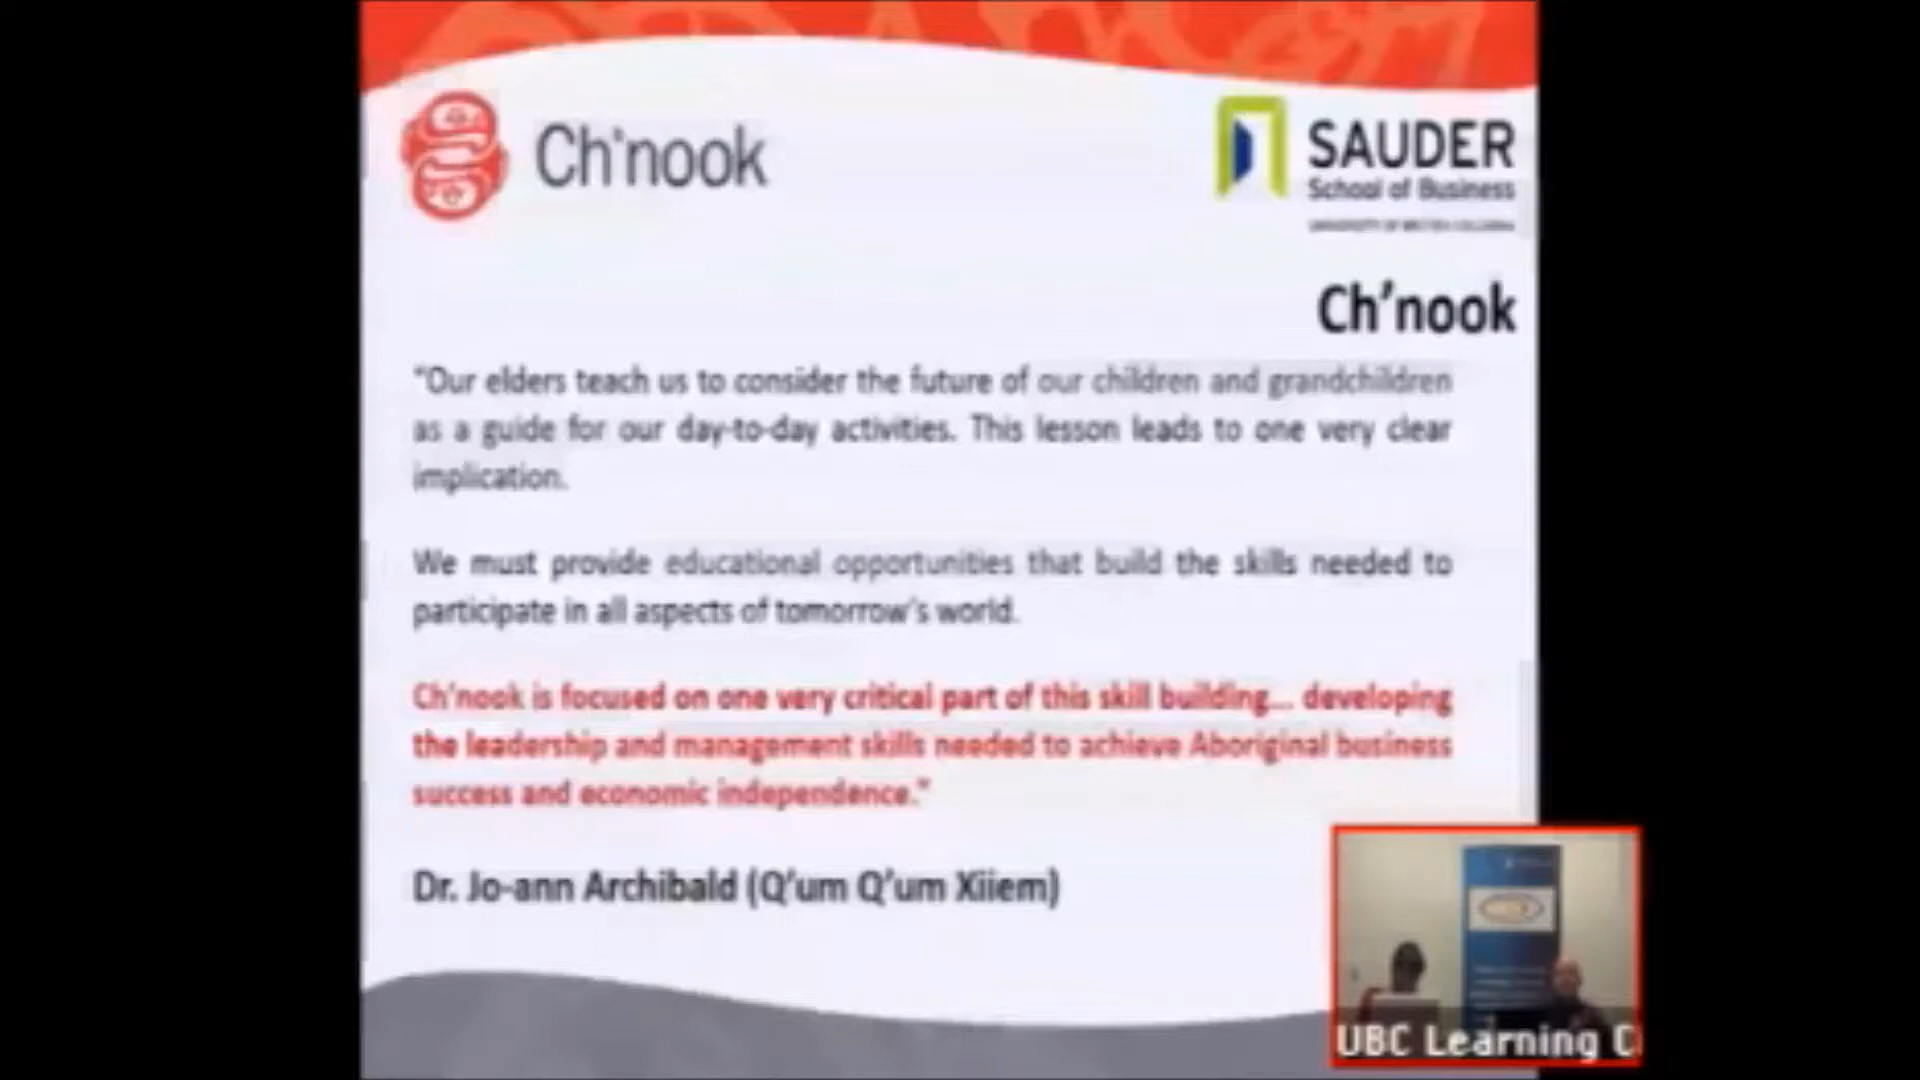 Ch'nook
SAUDER
School of Business
UNIVERSITY OF BRITISH COLUMBIA
Ch’nook
“Our elders teach us to consider the future of our children and grandchildren
as a guide for our day-to-day activities. This lesson leads to one very clear
implication.
We must provide educational opportunities that build the skills needed to
participate in all aspects of tomorrow’s world.
Ch’nook is focused on one very critical part of this skill building... developing
the leadership and management skills needed to achieve Aboriginal business
success and economic independence.”
Dr. Jo-ann Archibald (Q’um Q’um Xiiem)
UBC Learning C